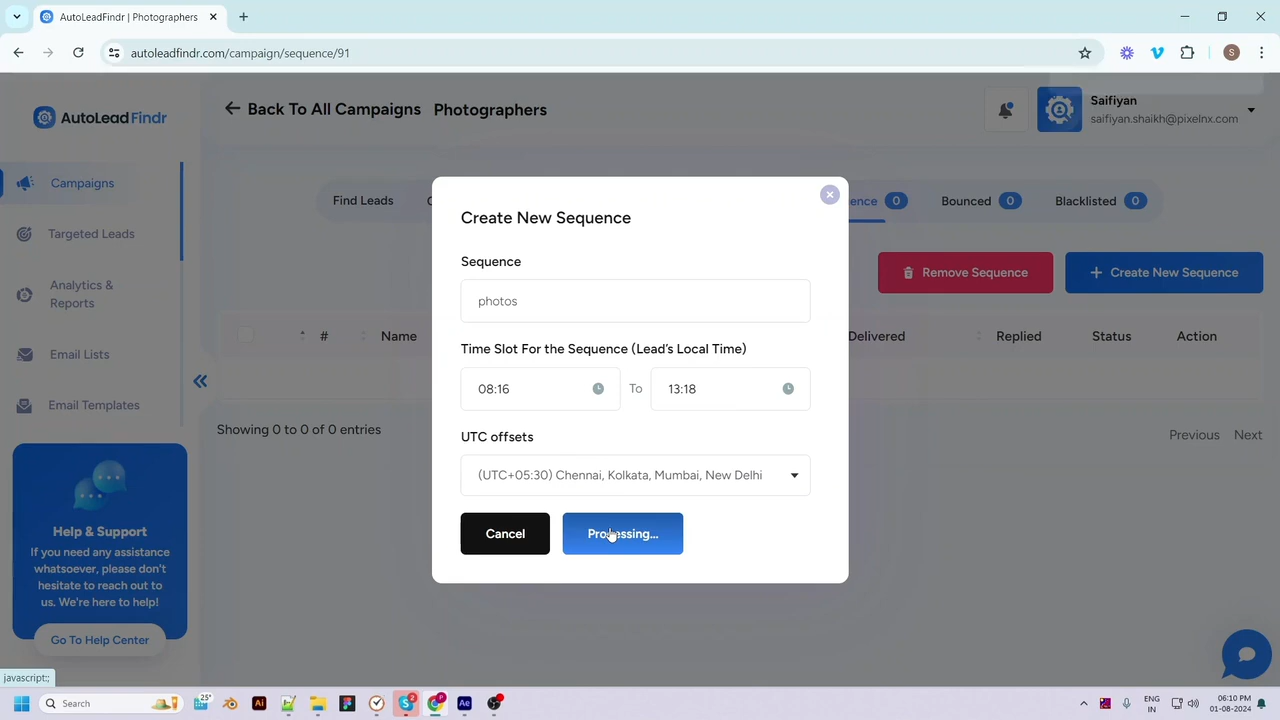 AutoLeadFindr | Photographers
autoleadfindr.com/campaign/sequence/91
S
AutoLeadFindr
Back To All Campaigns
Photographers
Saifiyan
saifiyan.shaikh@pixelnx.com
Campaigns
Targeted Leads
Analytics &
Reports
Email Lists
Email Templates
Help & Support
If you need any assistance
whatsoever, please don't
hesitate to reach out to
us. We're here to help!
Go To Help Center
Find Leads
0
Bounced 0
Blacklisted 0
Remove Sequence
+ Create New Sequence
#
Name
Delivered
Replied
Status
Action
Showing 0 to 0 of 0 entries
Previous
Next
Create New Sequence
Sequence
photos
Time Slot For the Sequence (Lead's Local Time)
08:16
To
13:18
UTC offsets
(UTC+05:30) Chennai, Kolkata, Mumbai, New Delhi
Cancel
Processing...
javascript:;
Search
25°
Ai
2
P
Ae
ENG
IN
06:10 PM
01-08-2024